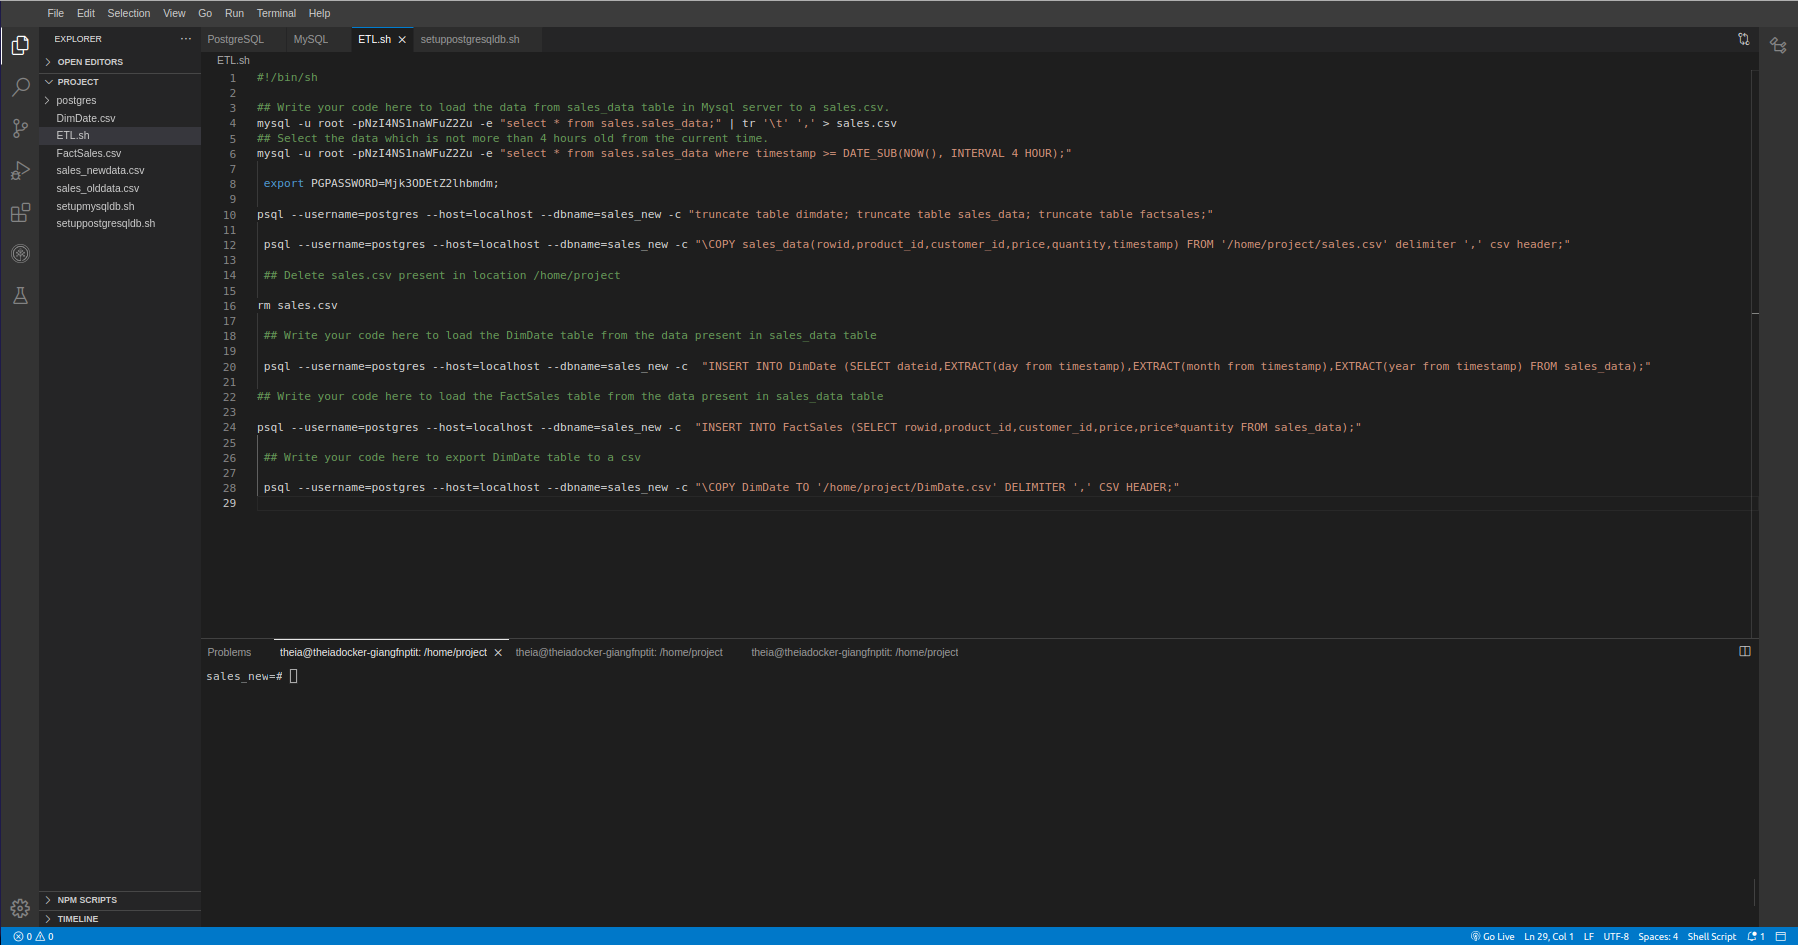 File Edit Selection View Go Run Terminal Help
EXPLORER ···
OPEN EDITORS
PROJECT
postgres
DimDate.csv
ETL.sh
FactSales.csv
sales_newdata.csv
sales_olddata.csv
setupmysqldb.sh
setuppostgresqldb.sh
NPM SCRIPTS
TIMELINE
PostgreSQL MySQL ETL.sh setuppostgresqldb.sh
ETL.sh
1 #!/bin/sh
2
3 ## Write your code here to load the data from sales_data table in Mysql server to a sales.csv.
4 mysql -u root -pNzI4NS1naWFuZ2Zu -e "select * from sales.sales_data;" | tr '\t' ',' > sales.csv
5 ## Select the data which is not more than 4 hours old from the current time.
6 mysql -u root -pNzI4NS1naWFuZ2Zu -e "select * from sales.sales_data where timestamp >= DATE_SUB(NOW(), INTERVAL 4 HOUR);"
7
8 export PGPASSWORD=Mjk3ODEtZ2lhbmdm;
9
10 psql --username=postgres --host=localhost --dbname=sales_new -c "truncate table dimdate; truncate table sales_data; truncate table factsales;"
11
12 psql --username=postgres --host=localhost --dbname=sales_new -c "\COPY sales_data(rowid,product_id,customer_id,price,quantity,timestamp) FROM '/home/project/sales.csv' delimiter ',' csv header;"
13
14 ## Delete sales.csv present in location /home/project
15
16 rm sales.csv
17
18 ## Write your code here to load the DimDate table from the data present in sales_data table
19
20 psql --username=postgres --host=localhost --dbname=sales_new -c  "INSERT INTO DimDate (SELECT dateid,EXTRACT(day from timestamp),EXTRACT(month from timestamp),EXTRACT(year from timestamp) FROM sales_data);"
21
22 ## Write your code here to load the FactSales table from the data present in sales_data table
23
24 psql --username=postgres --host=localhost --dbname=sales_new -c  "INSERT INTO FactSales (SELECT rowid,product_id,customer_id,price,price*quantity FROM sales_data);"
25
26 ## Write your code here to export DimDate table to a csv
27
28 psql --username=postgres --host=localhost --dbname=sales_new -c "\COPY DimDate TO '/home/project/DimDate.csv' DELIMITER ',' CSV HEADER;"
29
Problems theia@theiadocker-giangfnptit: /home/project theia@theiadocker-giangfnptit: /home/project theia@theiadocker-giangfnptit: /home/project
sales_new=#
0 0 Go Live Ln 29, Col 1 LF UTF-8 Spaces: 4 Shell Script 1